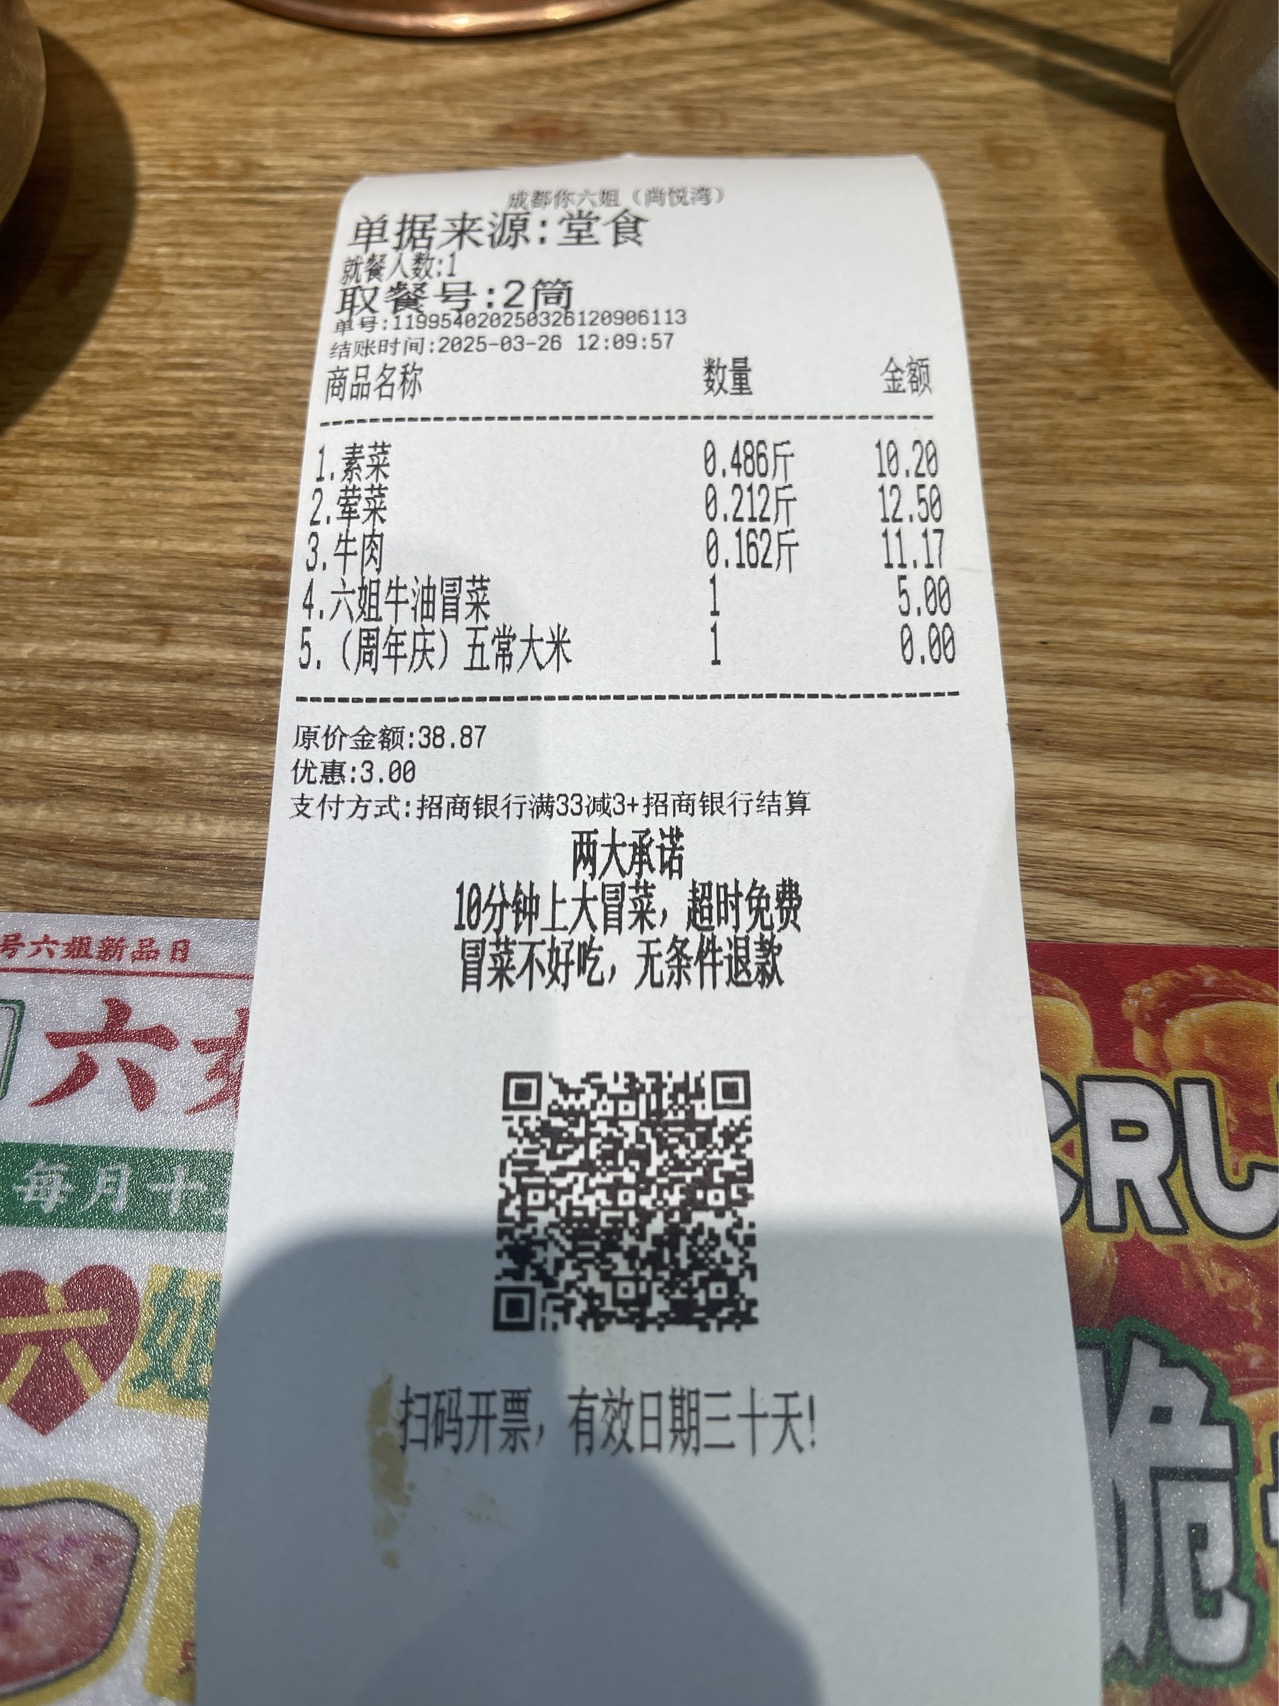 成都你六姐（尚悦湾）
单据来源:堂食
就餐人数:1
取餐号:2筒
单号:119954020250326120906113
结账时间:2025-03-26 12:09:57
商品名称 数量 金额
1.素菜 0.486斤 10.20
2.荤菜 0.212斤 12.50
3.牛肉 0.162斤 11.17
4.六姐牛油冒菜 1 5.00
5.（周年庆）五常大米 1 0.00
原价金额:38.87
优惠:3.00
支付方式:招商银行满33减3+招商银行结算
两大承诺
10分钟上大冒菜，超时免费
冒菜不好吃，无条件退款
扫码开票，有效日期三十天!
号六姐新品日
六
每月十
六姐
CRU
脆